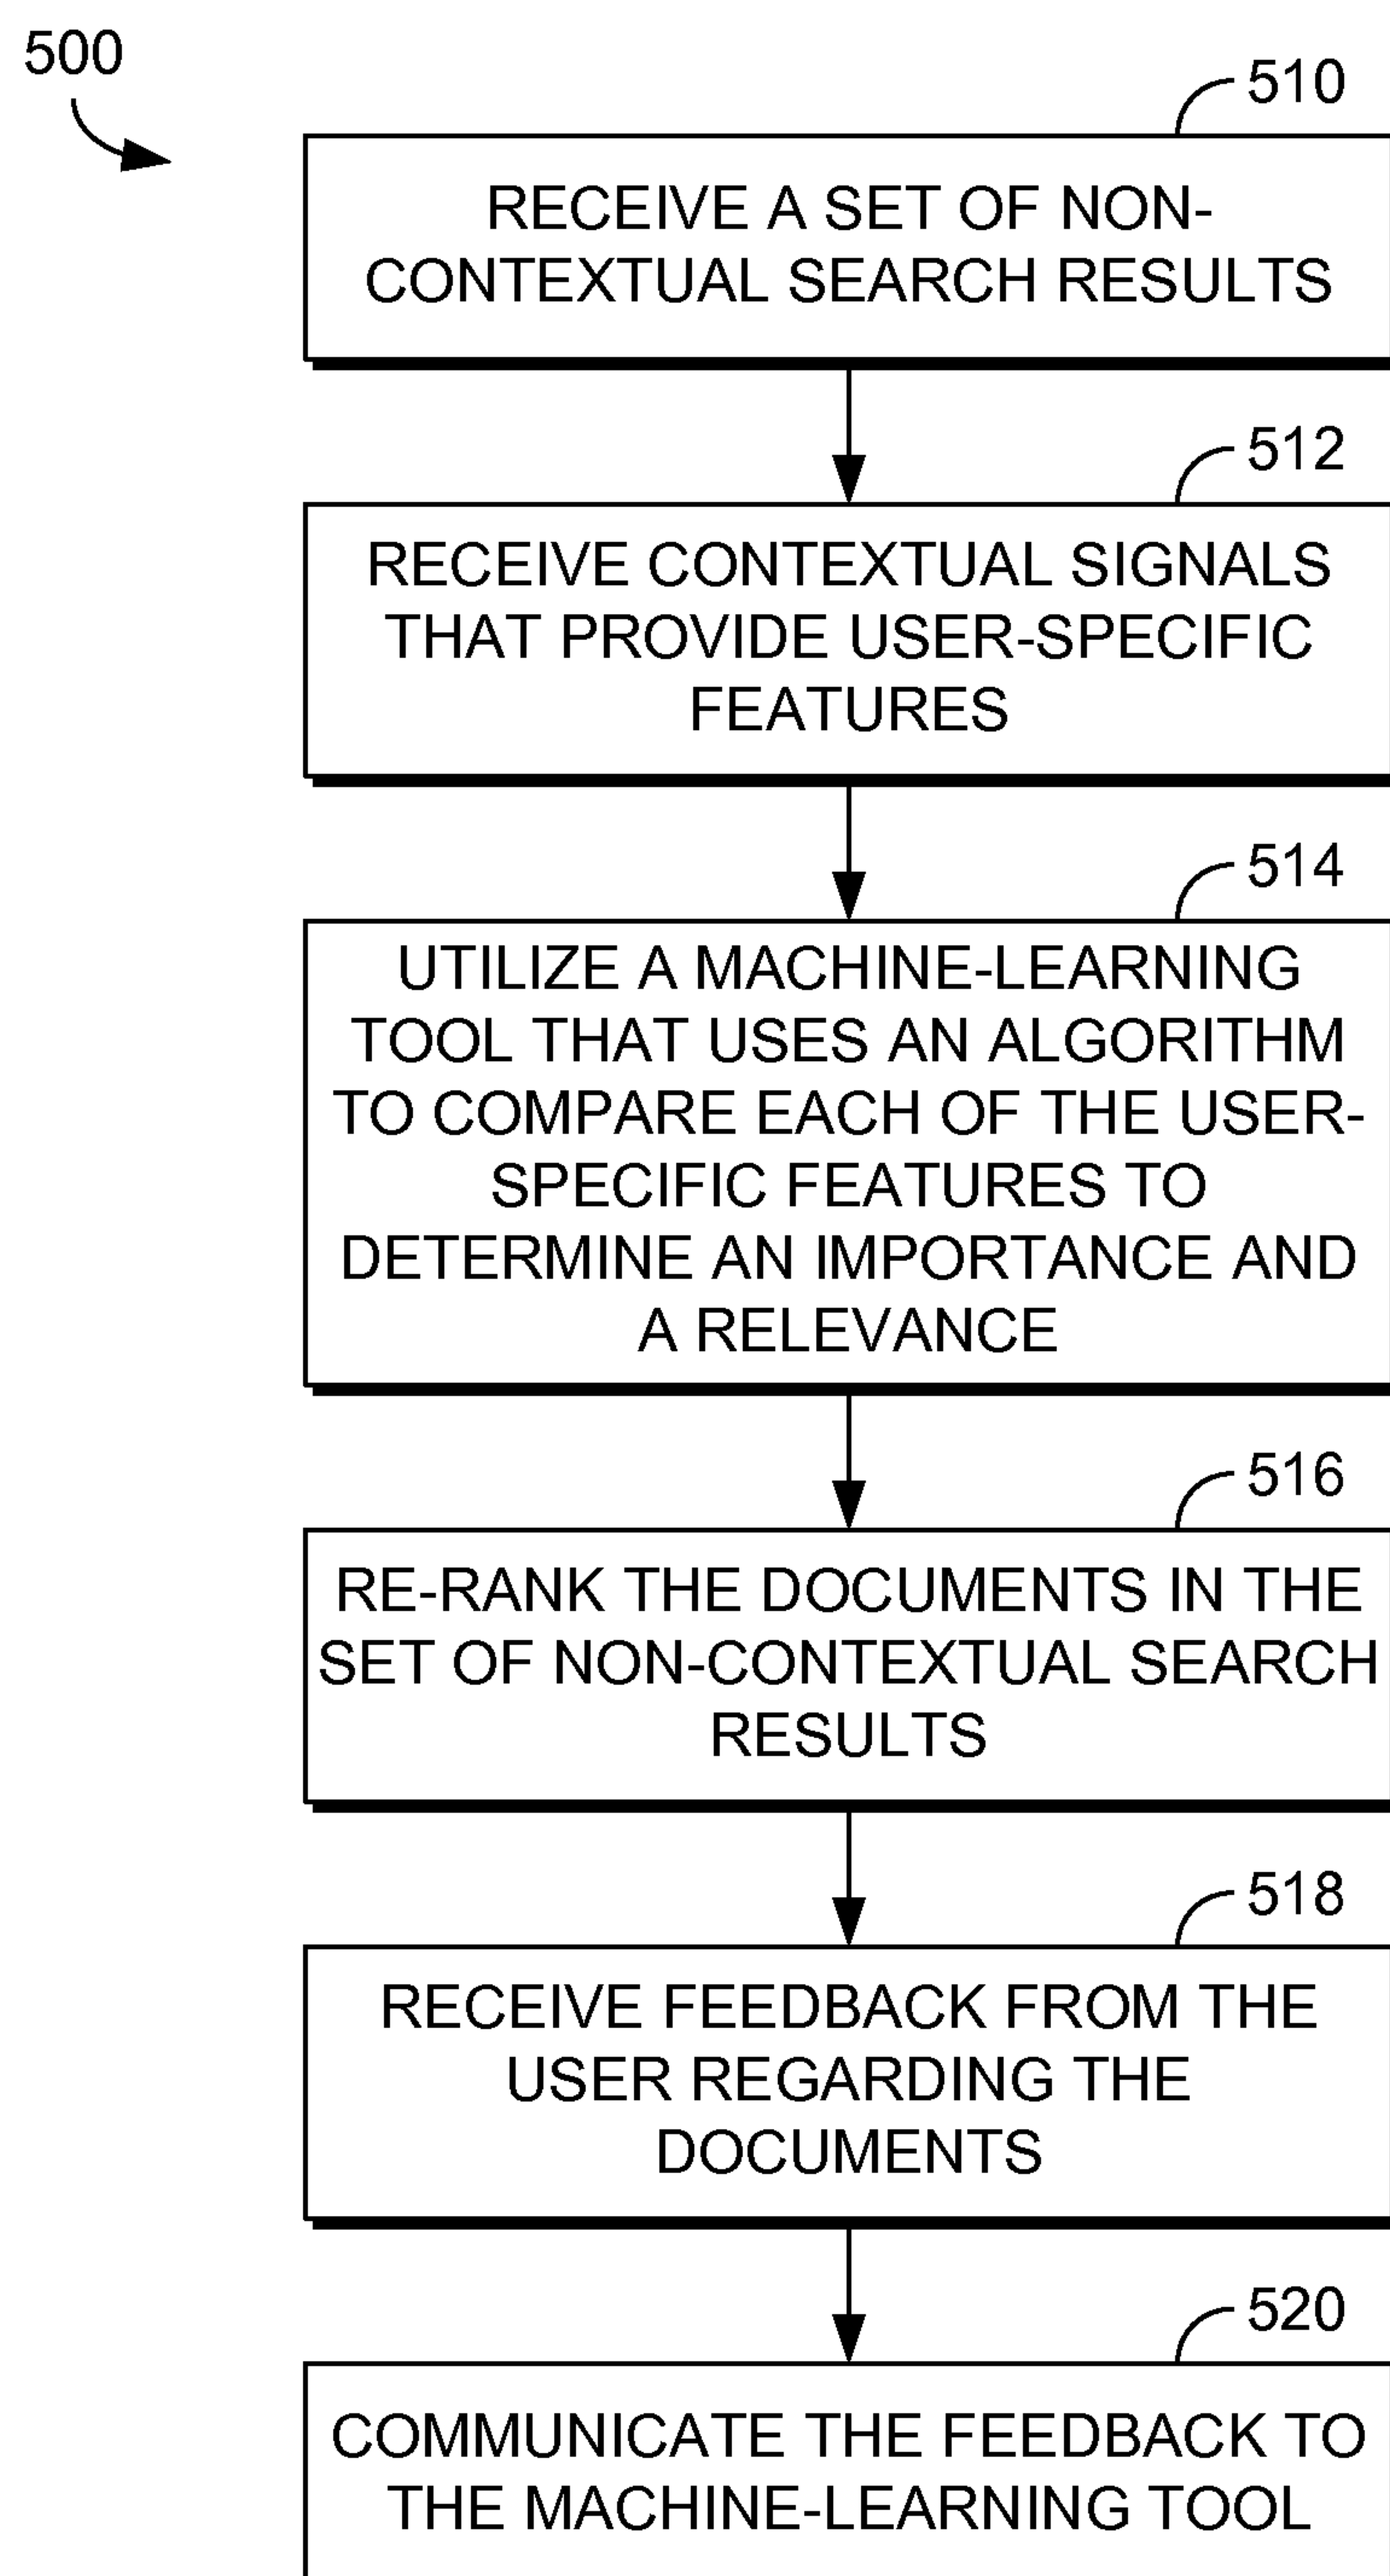 500
510
RECEIVE A SET OF NON-
CONTEXTUAL SEARCH RESULTS
512
RECEIVE CONTEXTUAL SIGNALS
THAT PROVIDE USER-SPECIFIC
FEATURES
514
UTILIZE A MACHINE-LEARNING
TOOL THAT USES AN ALGORITHM
TO COMPARE EACH OF THE USER-
SPECIFIC FEATURES TO
DETERMINE AN IMPORTANCE AND
A RELEVANCE
516
RE-RANK THE DOCUMENTS IN THE
SET OF NON-CONTEXTUAL SEARCH
RESULTS
518
RECEIVE FEEDBACK FROM THE
USER REGARDING THE
DOCUMENTS
520
COMMUNICATE THE FEEDBACK TO
THE MACHINE-LEARNING TOOL